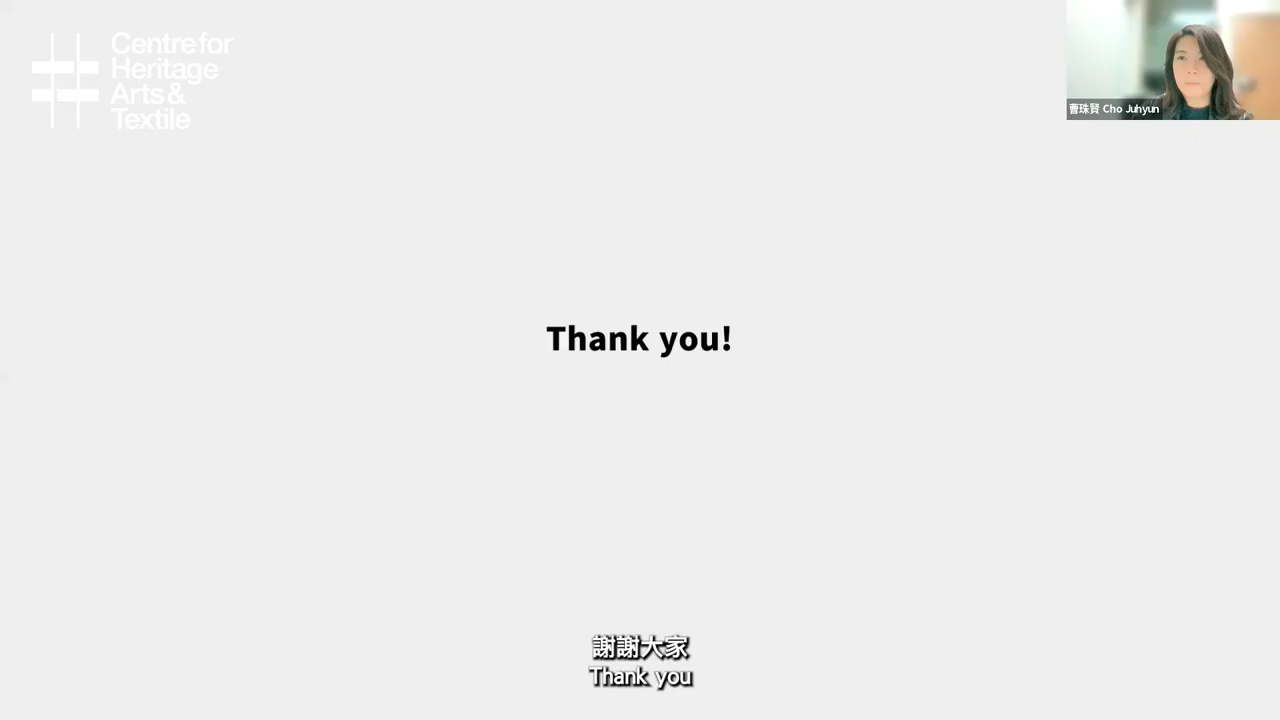 Centre for
Heritage
Arts &
Textile
曹珠賢 Cho Juhyun
Thank you!
謝謝大家
Thank you